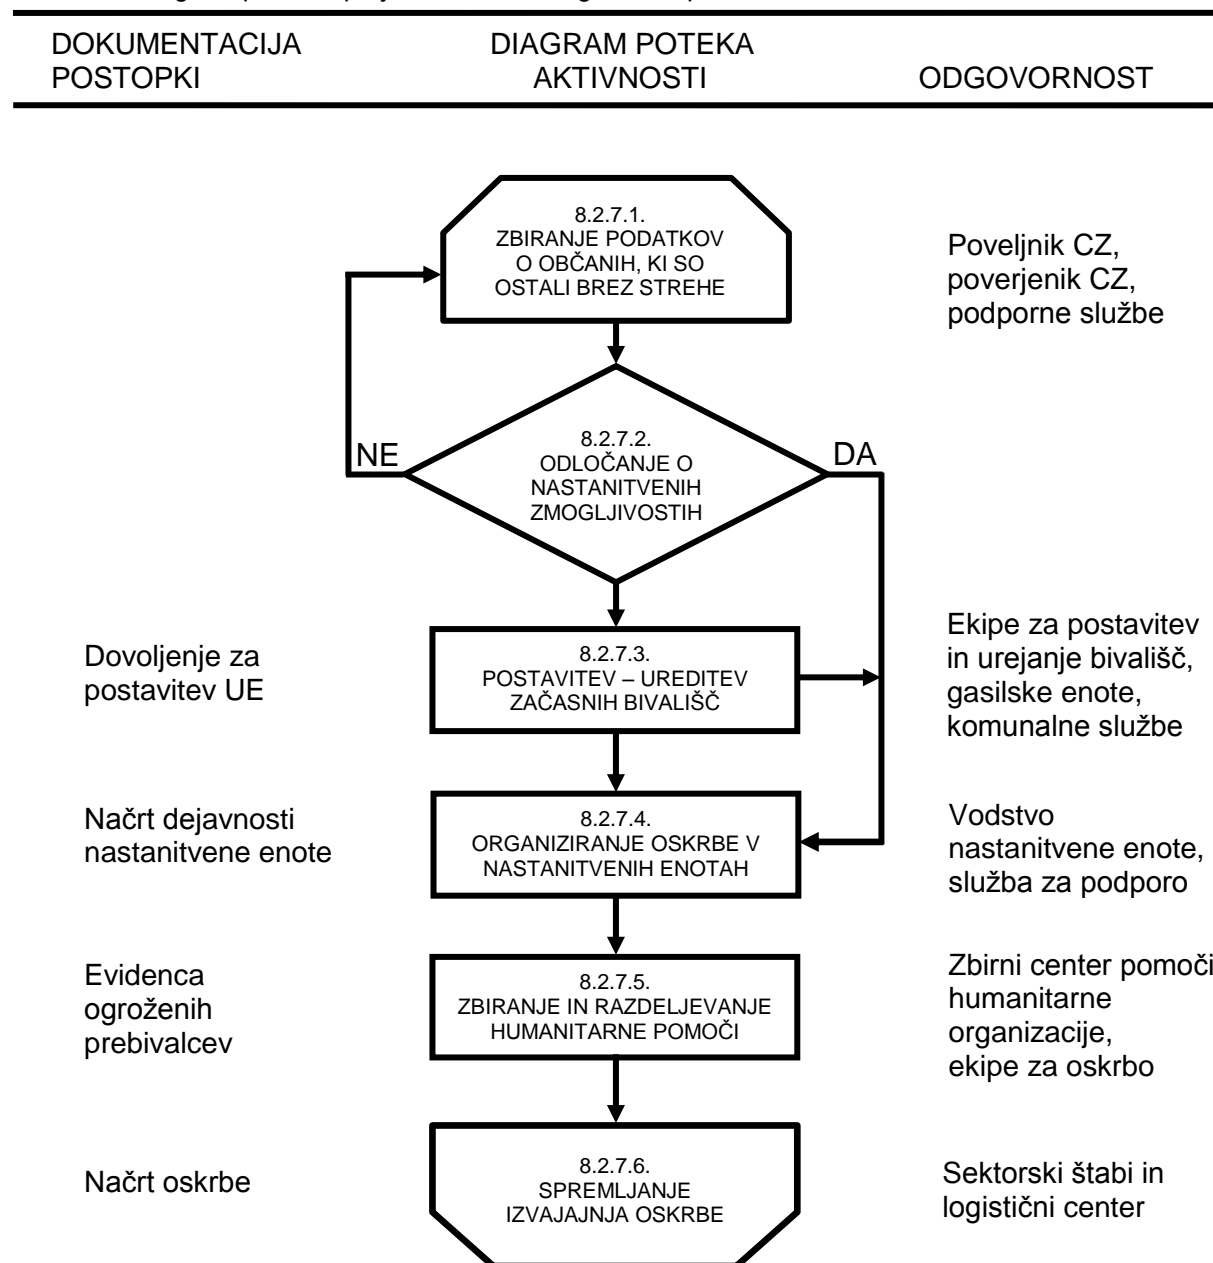 DOKUMENTACIJA
POSTOPKI
DIAGRAM POTEKA
AKTIVNOSTI
ODGOVORNOST
8.2.7.1.
ZBIRANJE PODATKOV
O OBČANIH, KI SO
OSTALI BREZ STREHE
Poveljnik CZ,
poverjenik CZ,
podporne službe
NE
8.2.7.2.
ODLOČANJE O
NASTANITVENIH
ZMOGLJIVOSTIH
DA
Dovoljenje za
postavitev UE
8.2.7.3.
POSTAVITEV – UREDITEV
ZAČASNIH BIVALIŠČ
Ekipe za postavitev
in urejanje bivališč,
gasilske enote,
komunalne službe
Načrt dejavnosti
nastanitvene enote
8.2.7.4.
ORGANIZIRANJE OSKRBE V
NASTANITVENIH ENOTAH
Vodstvo
nastanitvene enote,
služba za podporo
Evidenca
ogroženih
prebivalcev
8.2.7.5.
ZBIRANJE IN RAZDELJEVANJE
HUMANITARNE POMOČI
Zbirni center pomoči
humanitarne
organizacije,
ekipe za oskrbo
Načrt oskrbe
8.2.7.6.
SPREMLJANJE
IZVAJAJNJA OSKRBE
Sektorski štabi in
logistični center